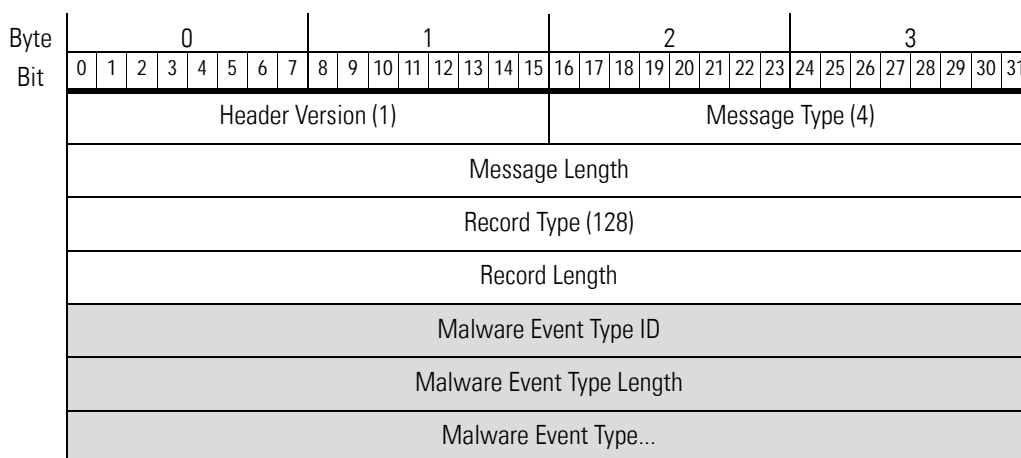 Byte 0 1 2 3
Bit 0 1 2 3 4 5 6 7 8 9 10 11 12 13 14 15 16 17 18 19 20 21 22 23 24 25 26 27 28 29 30 31
Header Version (1) Message Type (4)
Message Length
Record Type (128)
Record Length
Malware Event Type ID
Malware Event Type Length
Malware Event Type...